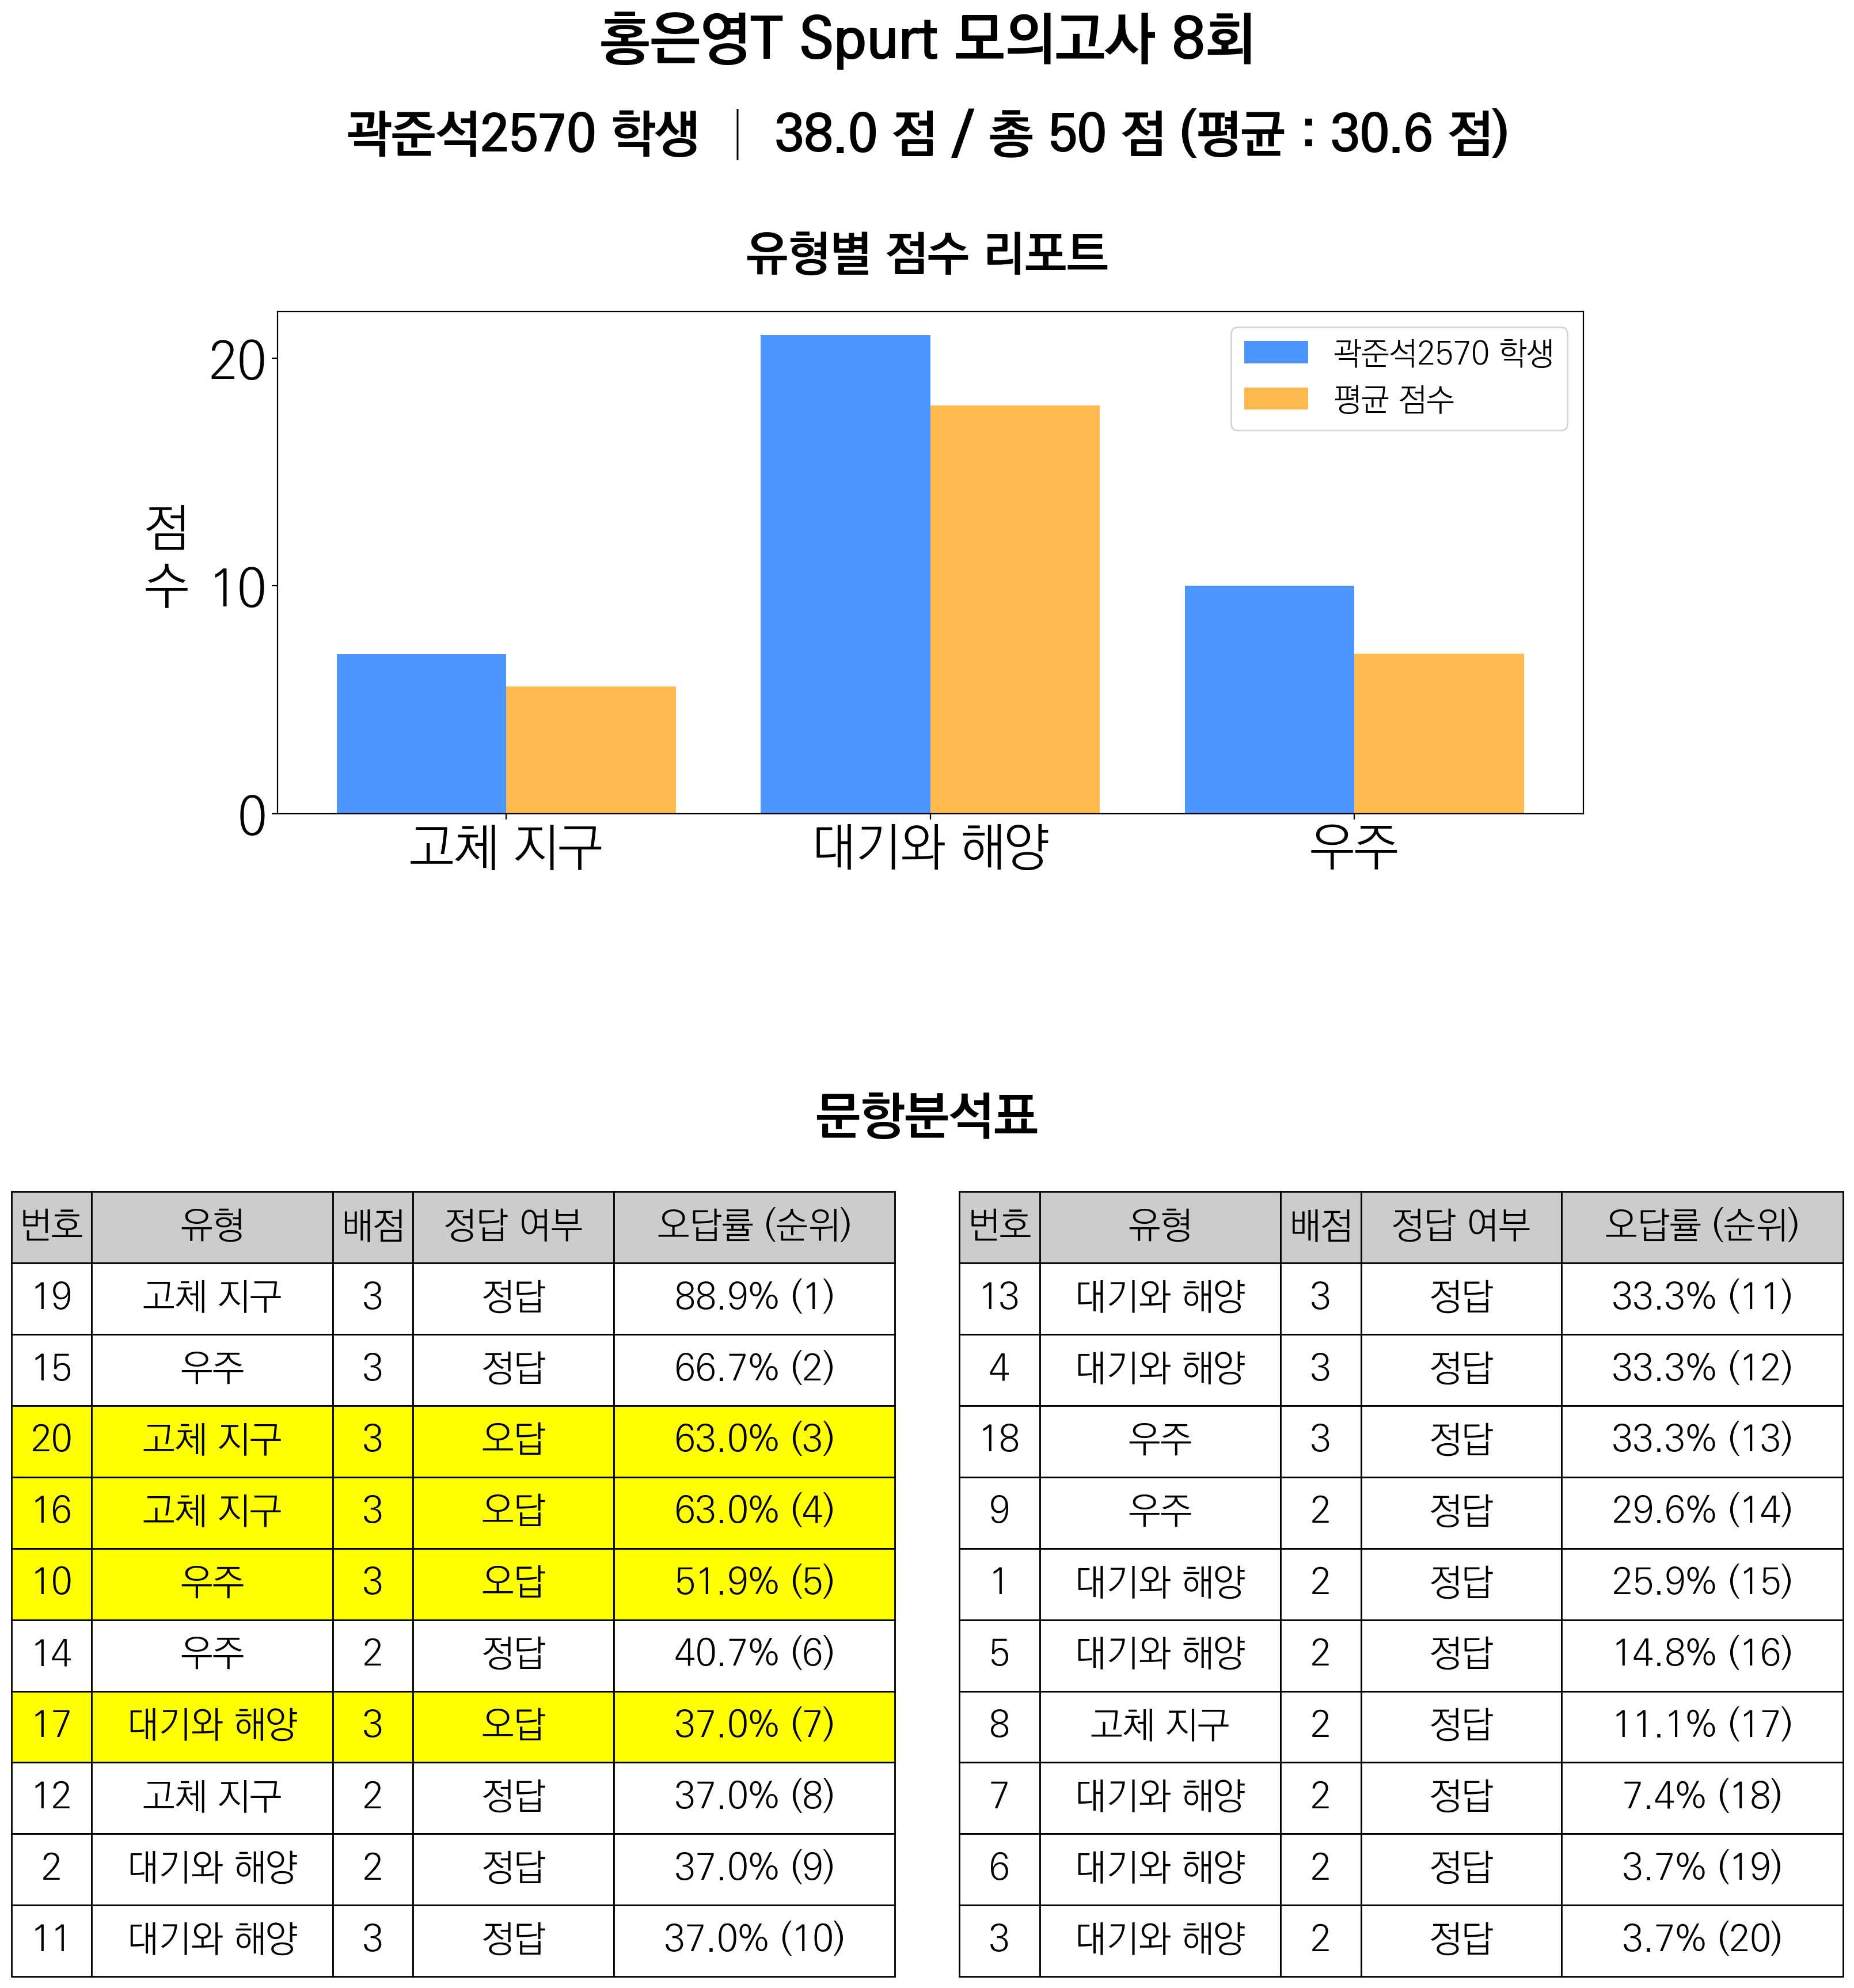 홍은영T Spurt 모의고사 8회
곽준석2570 학생 | 38.0 점 / 총 50 점 (평균 : 30.6 점)
유형별 점수 리포트
점수
20
10
0
곽준석2570 학생
평균 점수
고체 지구 대기와 해양 우주
문항분석표
번호 유형 배점 정답 여부 오답률 (순위)
19 고체 지구 3 정답 88.9% (1)
15 우주 3 정답 66.7% (2)
20 고체 지구 3 오답 63.0% (3)
16 고체 지구 3 오답 63.0% (4)
10 우주 3 오답 51.9% (5)
14 우주 2 정답 40.7% (6)
17 대기와 해양 3 오답 37.0% (7)
12 고체 지구 2 정답 37.0% (8)
2 대기와 해양 2 정답 37.0% (9)
11 대기와 해양 3 정답 37.0% (10)
번호 유형 배점 정답 여부 오답률 (순위)
13 대기와 해양 3 정답 33.3% (11)
4 대기와 해양 3 정답 33.3% (12)
18 우주 3 정답 33.3% (13)
9 우주 2 정답 29.6% (14)
1 대기와 해양 2 정답 25.9% (15)
5 대기와 해양 2 정답 14.8% (16)
8 고체 지구 2 정답 11.1% (17)
7 대기와 해양 2 정답 7.4% (18)
6 대기와 해양 2 정답 3.7% (19)
3 대기와 해양 2 정답 3.7% (20)